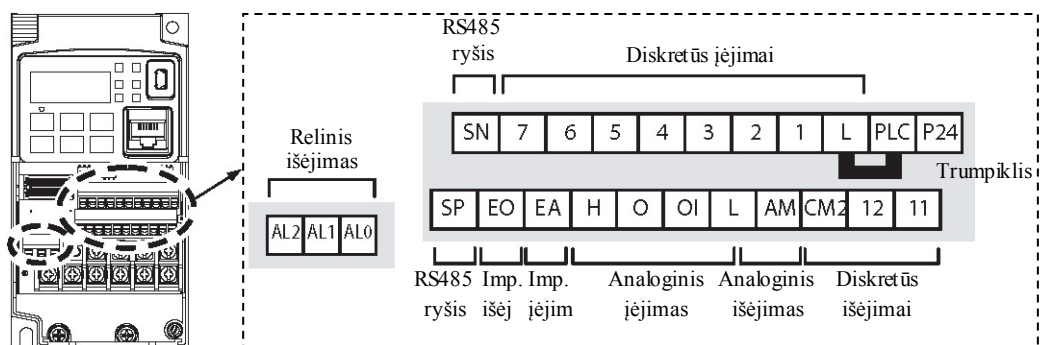 RS485
ryšis
Diskretūs įėjimai
SN 7 6 5 4 3 2 1 L PLC P24
Relinis
išėjimas
Trumpiklis
AL2 AL1 AL0
SP EO EA H O OI L AM CM2 12 11
RS485 Imp. Imp. Analoginis Analoginis Diskretūs
ryšis išėj įėjim įėjimas išėjimas išėjimai